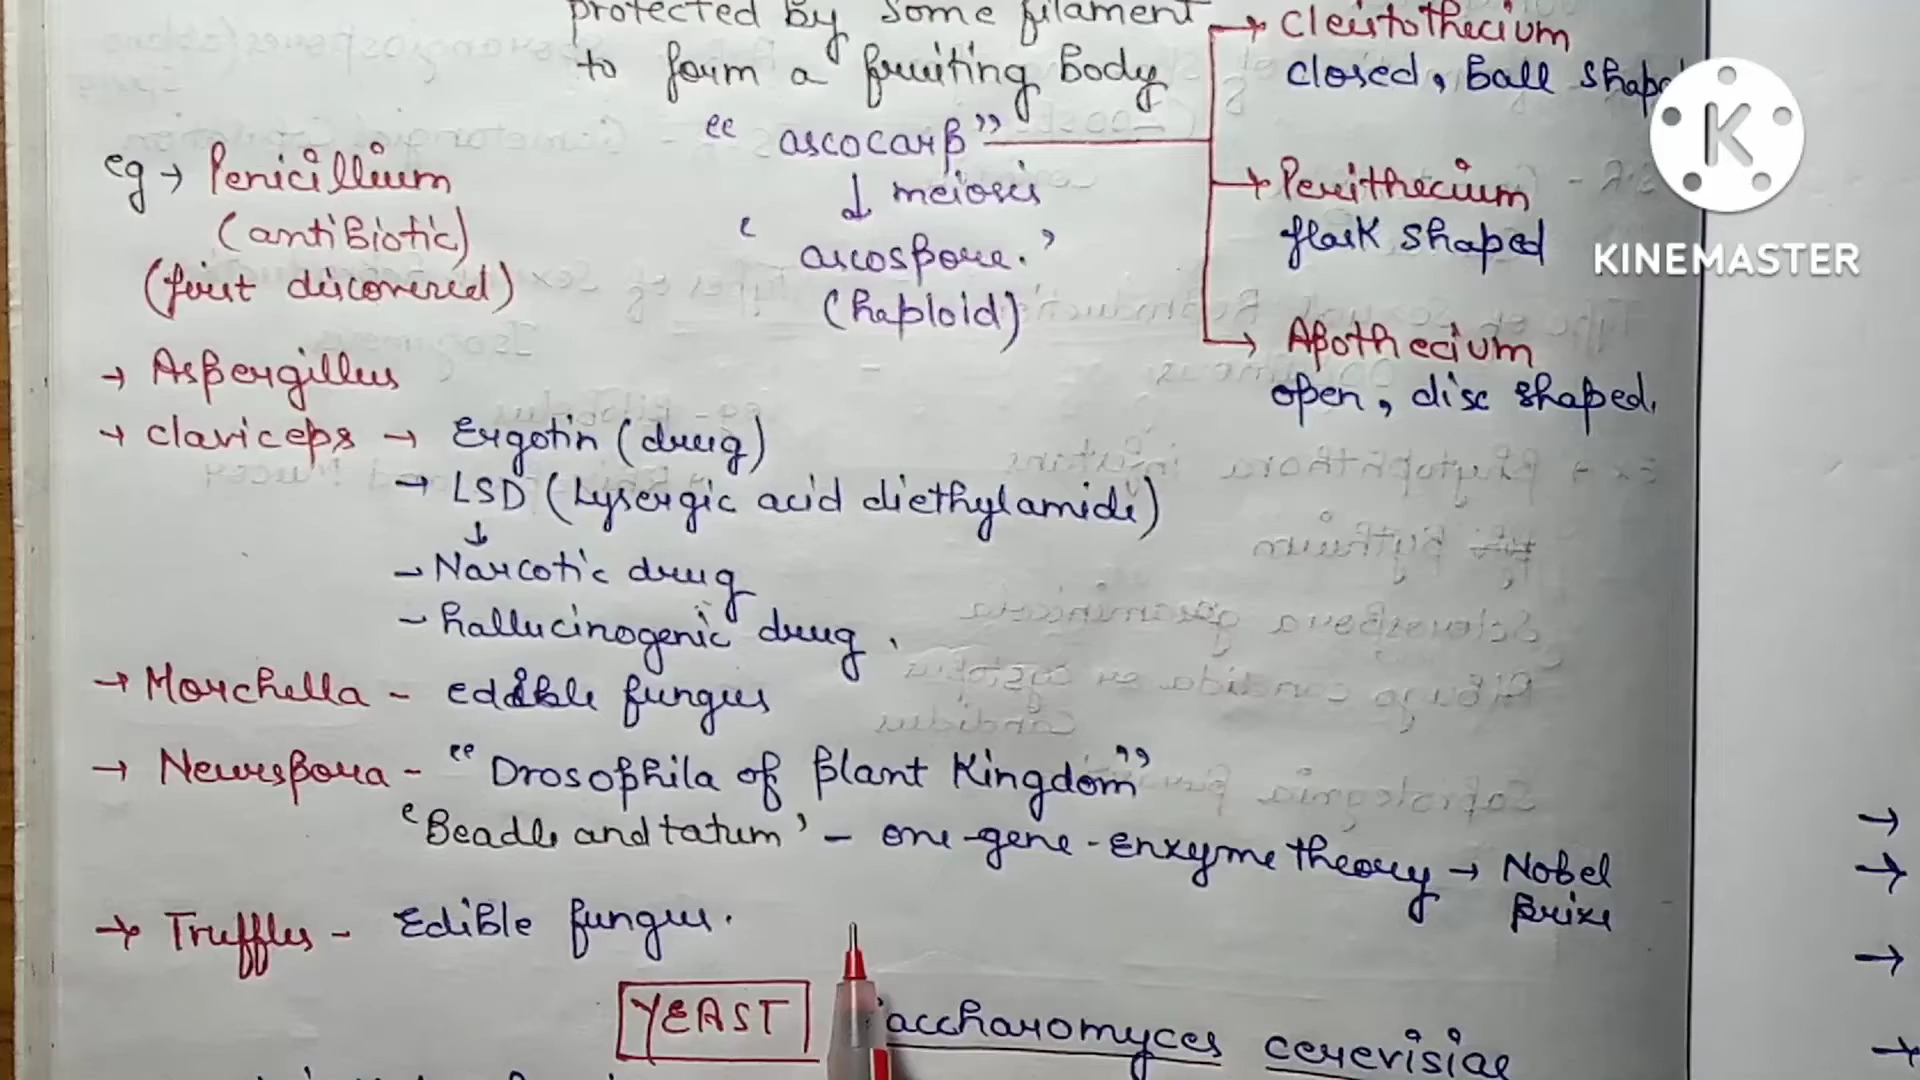 protected by some filament
to form a fruiting Body
“ ascocarp”
↓ meiosis
‘ ascospore.’
(haploid)
→ Cleistothecium
closed, Ball shape
→ Perithecium
flask shaped
→ Apothecium
open, disc shaped.
eg → Penicillium
(antiBiotic)
(first discovered)
→ Aspergillus
→ claviceps → Ergotin (drug)
→ LSD (Lysergic acid diethylamide)
↓
→ Narcotic drug
- hallucinogenic drug.
→ Morchella - edible fungus
→ Neurspora - “Drosophila of plant Kingdom”
‘Beadle and tatum’ - one-gene-enzyme theory → Nobel
prize
→ Truffles - Edible fungus.
YEAST
accharomyces cerevisiae
K
KINEMASTER